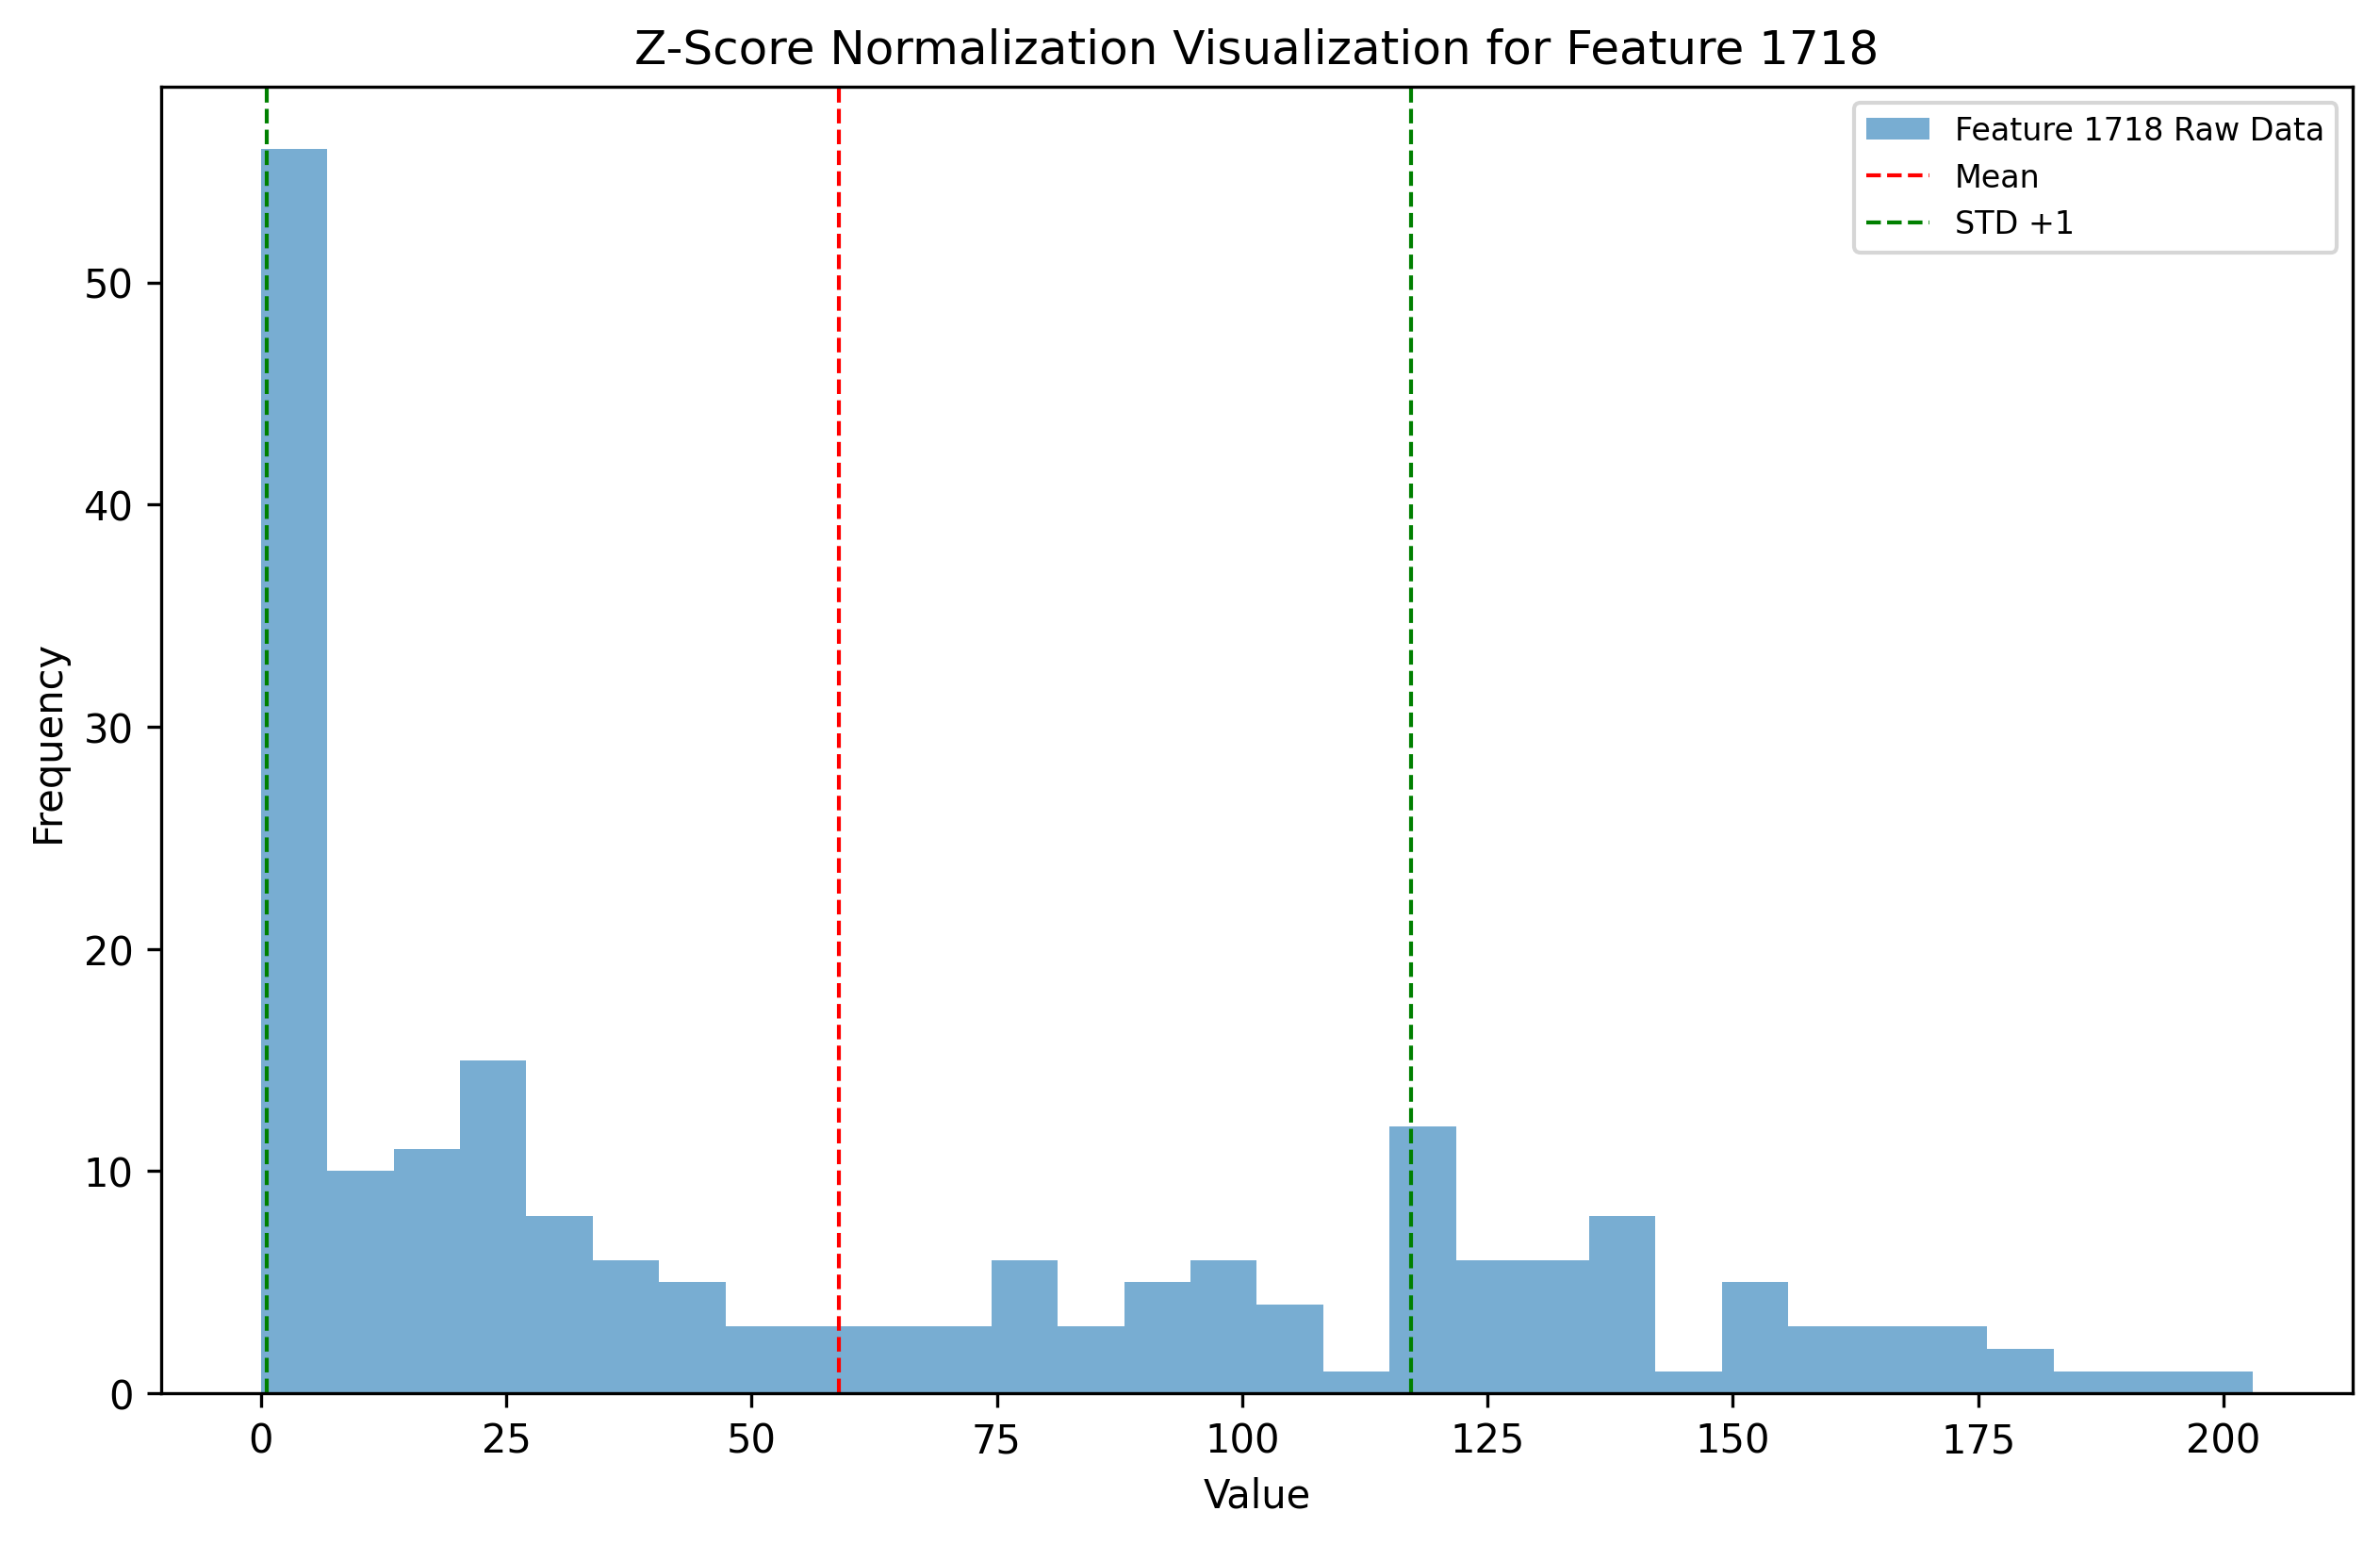 Z-Score Normalization Visualization for Feature 1718
Feature 1718 Raw Data
Mean
STD +1
50
40
30
20
10
0
Frequency
0 25 50 75 100 125 150 175 200
Value